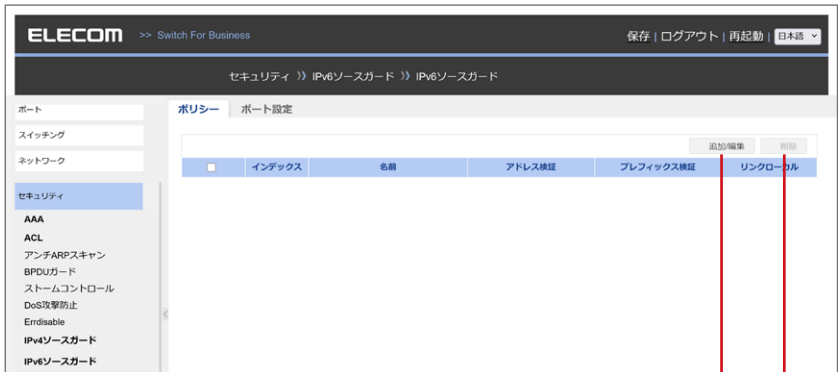 ELECOM >> Switch For Business 保存 | ログアウト | 再起動 | 日本語
セキュリティ 》 IPv6ソースガード 》 IPv6ソースガード
ポート
スイッチング
ネットワーク
セキュリティ
AAA
ACL
アンチARPスキャン
BPDUガード
ストームコントロール
DoS攻撃防止
Errdisable
IPv4ソースガード
IPv6ソースガード
ポリシー ポート設定
追加/編集 削除
インデックス 名前 アドレス検証 プレフィックス検証 リンクローカル